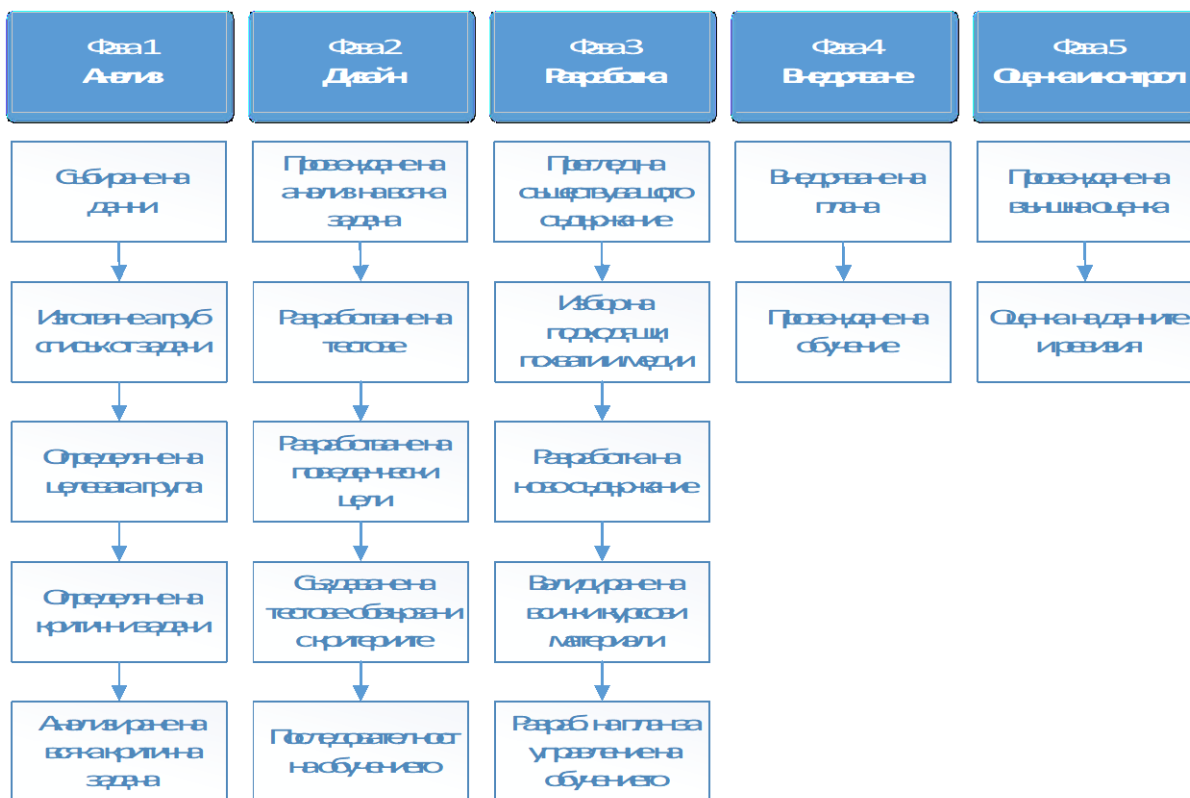 Фаза 1
Анализ
Събиране на
данни
Изготвяне а груб
списък от задачи
Определяне на
целевата група
Определяне на
критични задачи
Анализиране на
всяка критична
задача
Фаза 2
Дизайн
Провеждане на
анализ на всяка
задача
Разработване на
тестове
Разработване на
поведенчески
цели
Създаване на
тестове обвързани
с критериите
Последователност
на обучението
Фаза 3
Разработка
Преглед на
съществуващото
съдържание
Избор на
подходящи
похвати и медии
Разработка на
ново съдържание
Валидиране на
всички курсови
материали
Разраб. на план за
управление на
обучението
Фаза 4
Внедряване
Внедряване на
плана
Провеждане на
обучение
Фаза 5
Оценка и контрол
Провеждане на
външна оценка
Оценка на данните
и ревизия